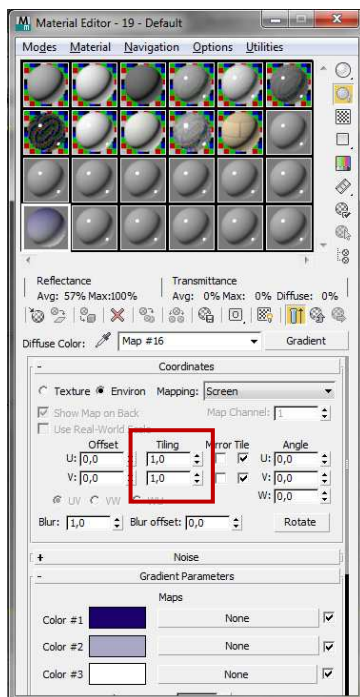 Material Editor - 19 - Default
Modes Material Navigation Options Utilities
Reflectance Transmittance
Avg: 57% Max:100% Avg: 0% Max: 0% Diffuse: 0%
Diffuse Color: Map #16 Gradient
- Coordinates
Texture Environ Mapping: Screen
Show Map on Back Map Channel: 1
Use Real-World Scale
Offset Tiling Mirror Tile Angle
U: 0,0 1,0 U: 0,0
V: 0,0 1,0 V: 0,0
UV VW WU W: 0,0
Blur: 1,0 Blur offset: 0,0 Rotate
+ Noise
- Gradient Parameters
Maps
Color #1 None
Color #2 None
Color #3 None